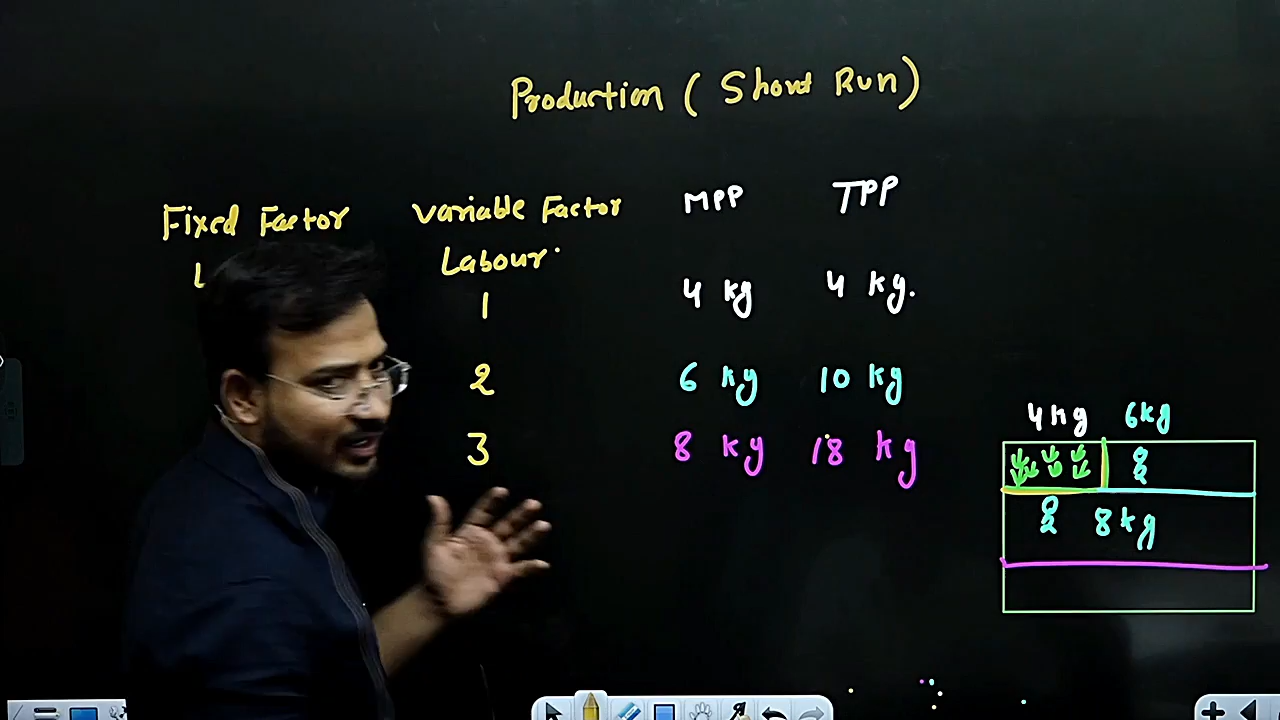 Production ( Short Run )
Fixed Factor Variable Factor MPP TPP
Labour
1 4 kg 4 kg.
2 6 kg 10 kg
3 8 kg 18 kg
4 kg 6 kg
8 kg